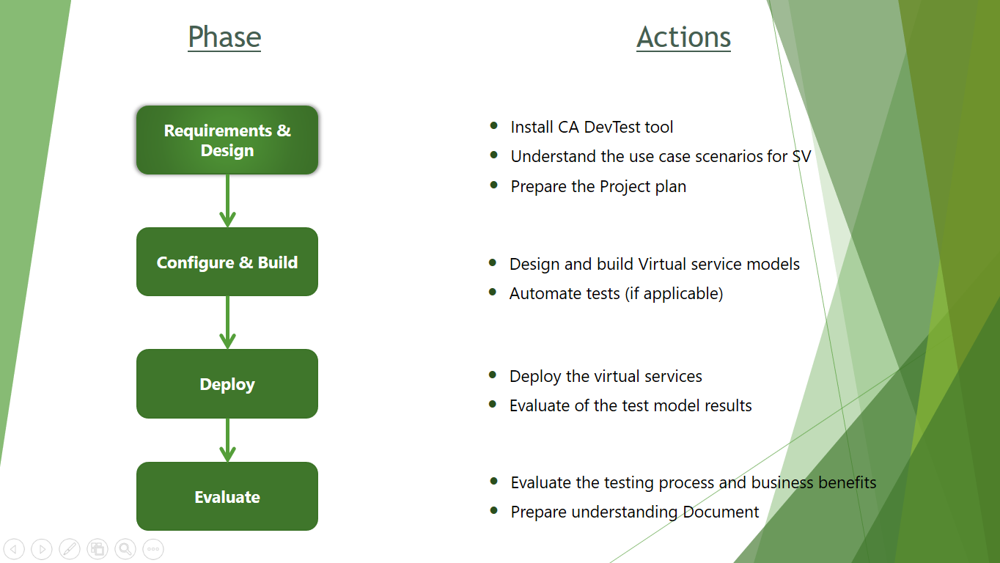 Phase
Actions
Requirements &
Design
• Install CA DevTest tool
• Understand the use case scenarios for SV
• Prepare the Project plan
Configure & Build
• Design and build Virtual service models
• Automate tests (if applicable)
Deploy
• Deploy the virtual services
• Evaluate of the test model results
Evaluate
• Evaluate the testing process and business benefits
• Prepare understanding Document